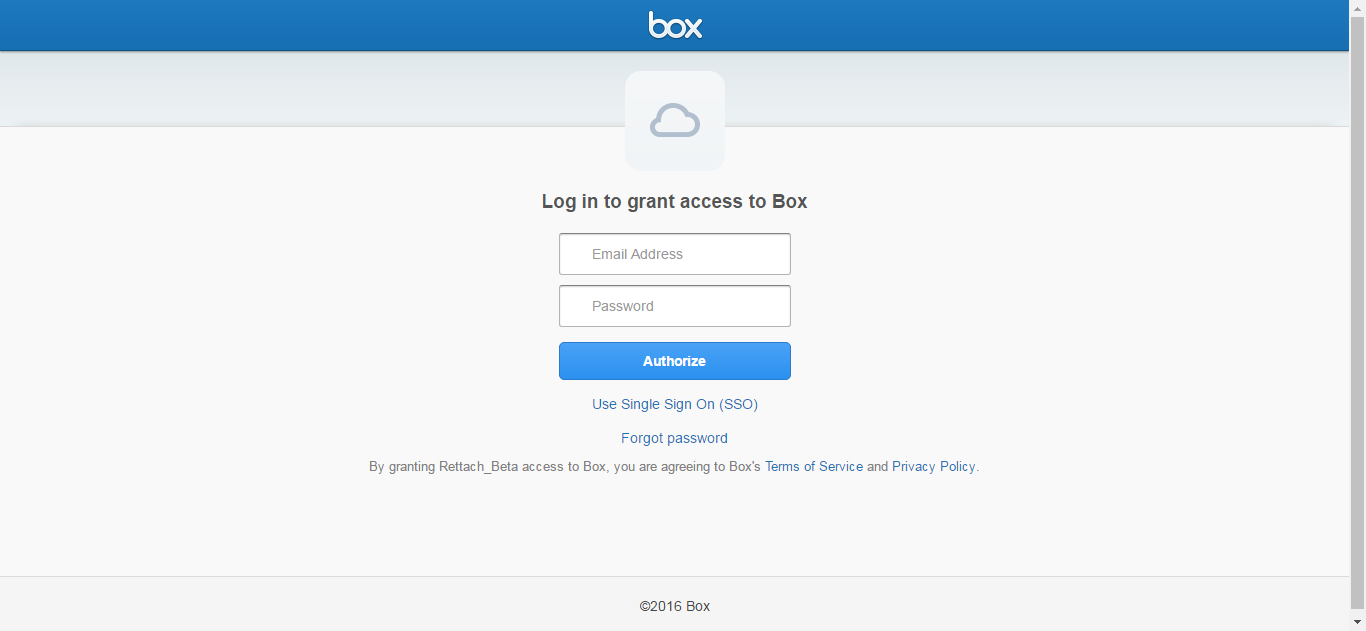 box
Log in to grant access to Box
Email Address
Password
Authorize
Use Single Sign On (SSO)
Forgot password
By granting Rettach_Beta access to Box, you are agreeing to Box's Terms of Service and Privacy Policy.
©2016 Box